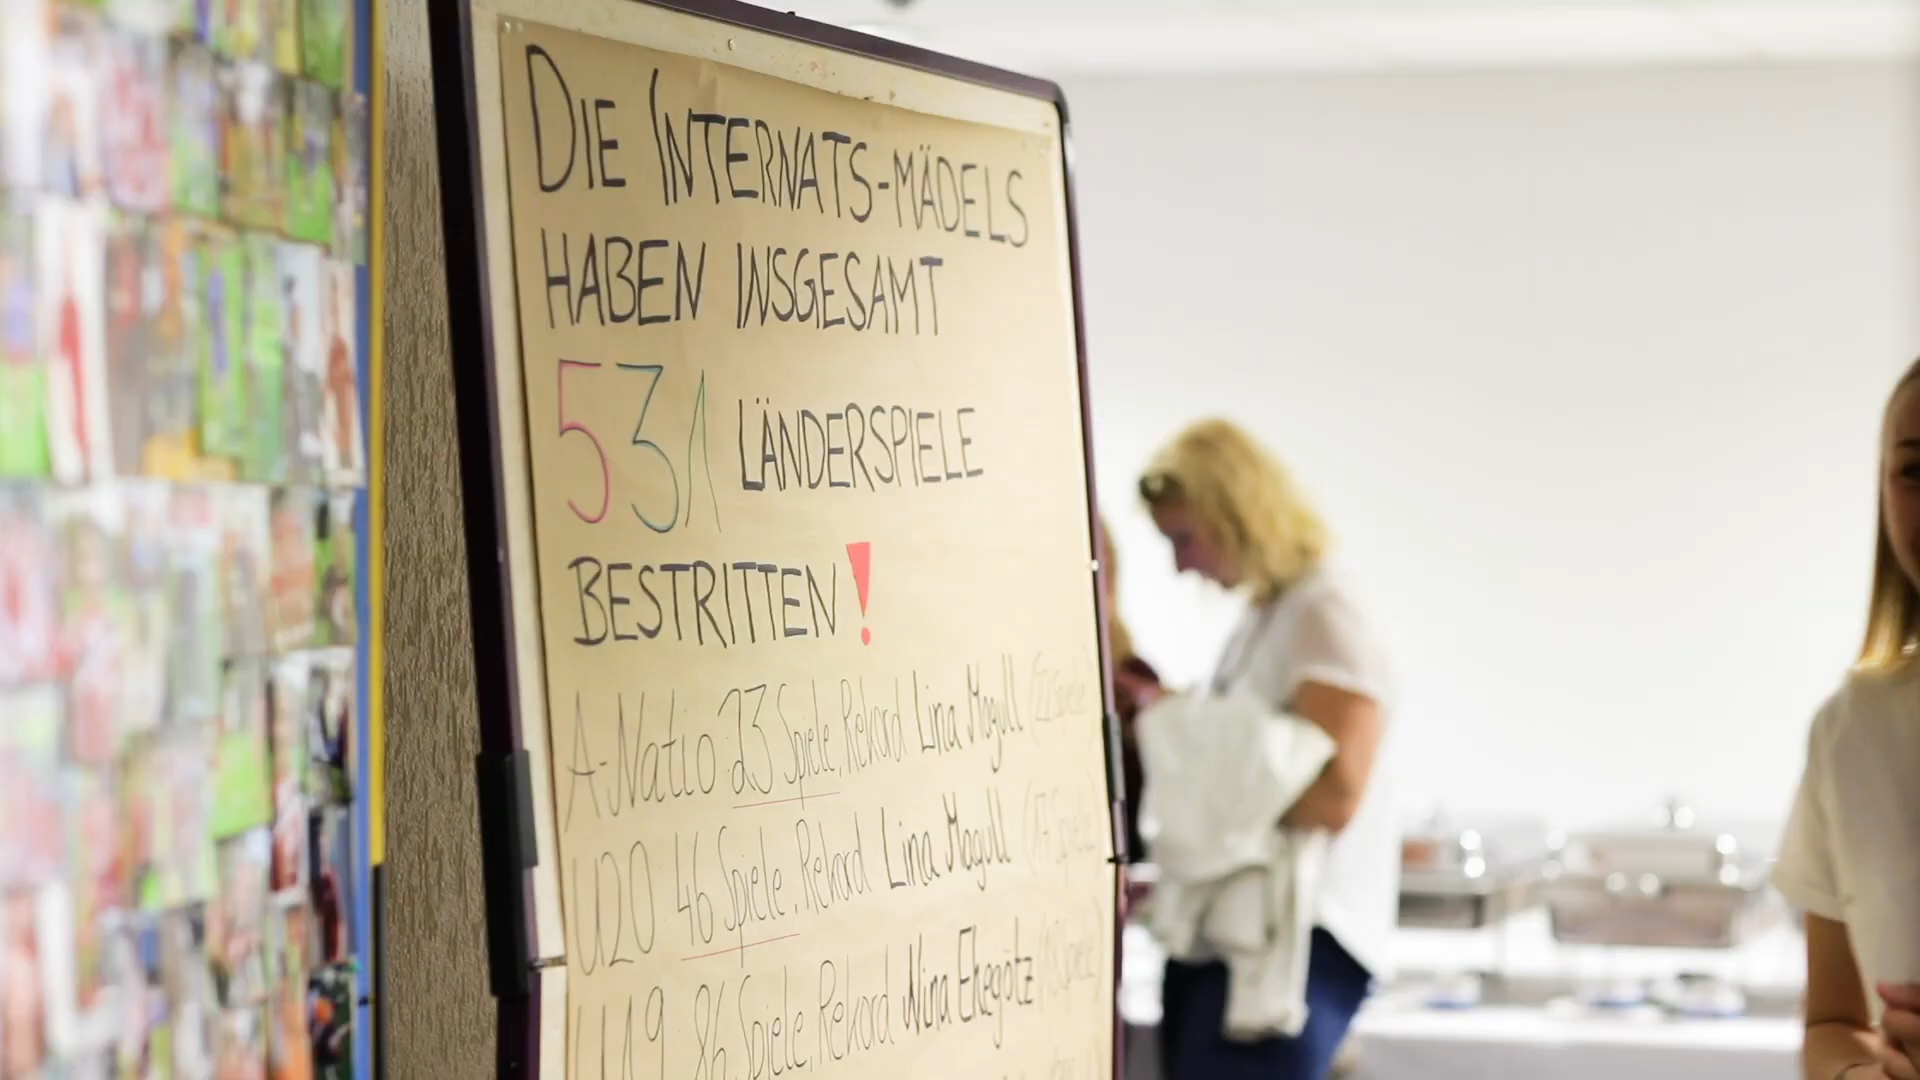 DIE INTERNATS-MÄDELS
HABEN INSGESAMT
531 LÄNDERSPIELE
BESTRITTEN!
A-Natio 23 Spiele, Rekord Lina Magull
U20: 46 Spiele, Rekord Lina Magull
U19: 86 Spiele, Rekord Nina Ehegötz